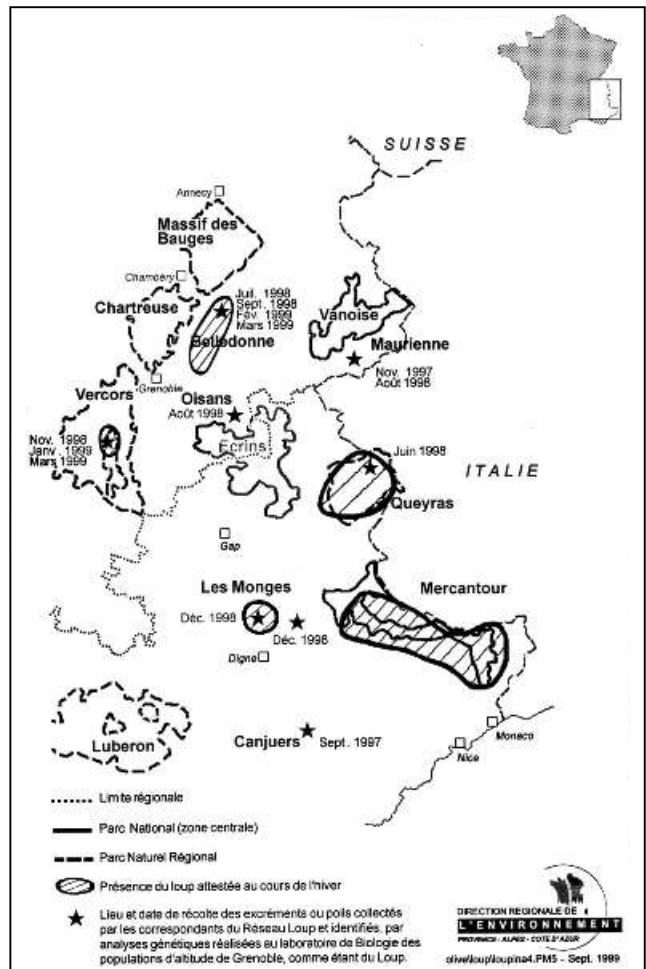 SUISSE
Annecy
Massif des
Bauges
Chambéry
Juil. 1998
Sept. 1998
Fév. 1999
Mars 1999
Chartreuse
Belledonne
Vanoise
Maurienne
Nov. 1997
Août 1998
Grenoble
Vercors
Oisans
Août 1998
Nov. 1998
Janv. 1999
Mars 1999
Écrins
Juin 1998
ITALIE
Queyras
Gap
Les Monges
Mercantour
Déc. 1998
Déc. 1998
Digne
Luberon
Canjuers
Sept. 1997
Monaco
Nice
Limite régionale
Parc National (zone centrale)
Parc Naturel Régional
Présence du loup attestée au cours de l'hiver
Lieu et date de récolte des excréments ou poils collectés
par les correspondants du Réseau Loup et identifiés, par
analyses génétiques réalisées au laboratoire de Biologie des
populations d'altitude de Grenoble, comme étant du Loup.
DIRECTION REGIONALE DE
L'ENVIRONNEMENT
PROVENCE - ALPES - COTE D'AZUR
olive\loup\loupina4.PM5 - Sept. 1999